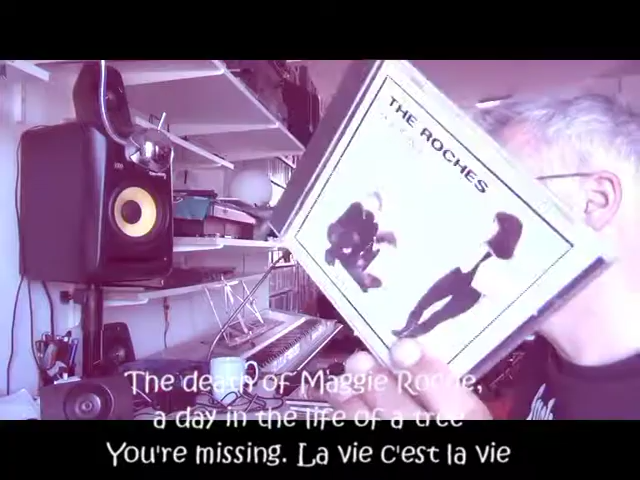 THE ROCHES
The death of Maggie Roche,
a day in the life of a tree
You're missing. La vie c'est la vie